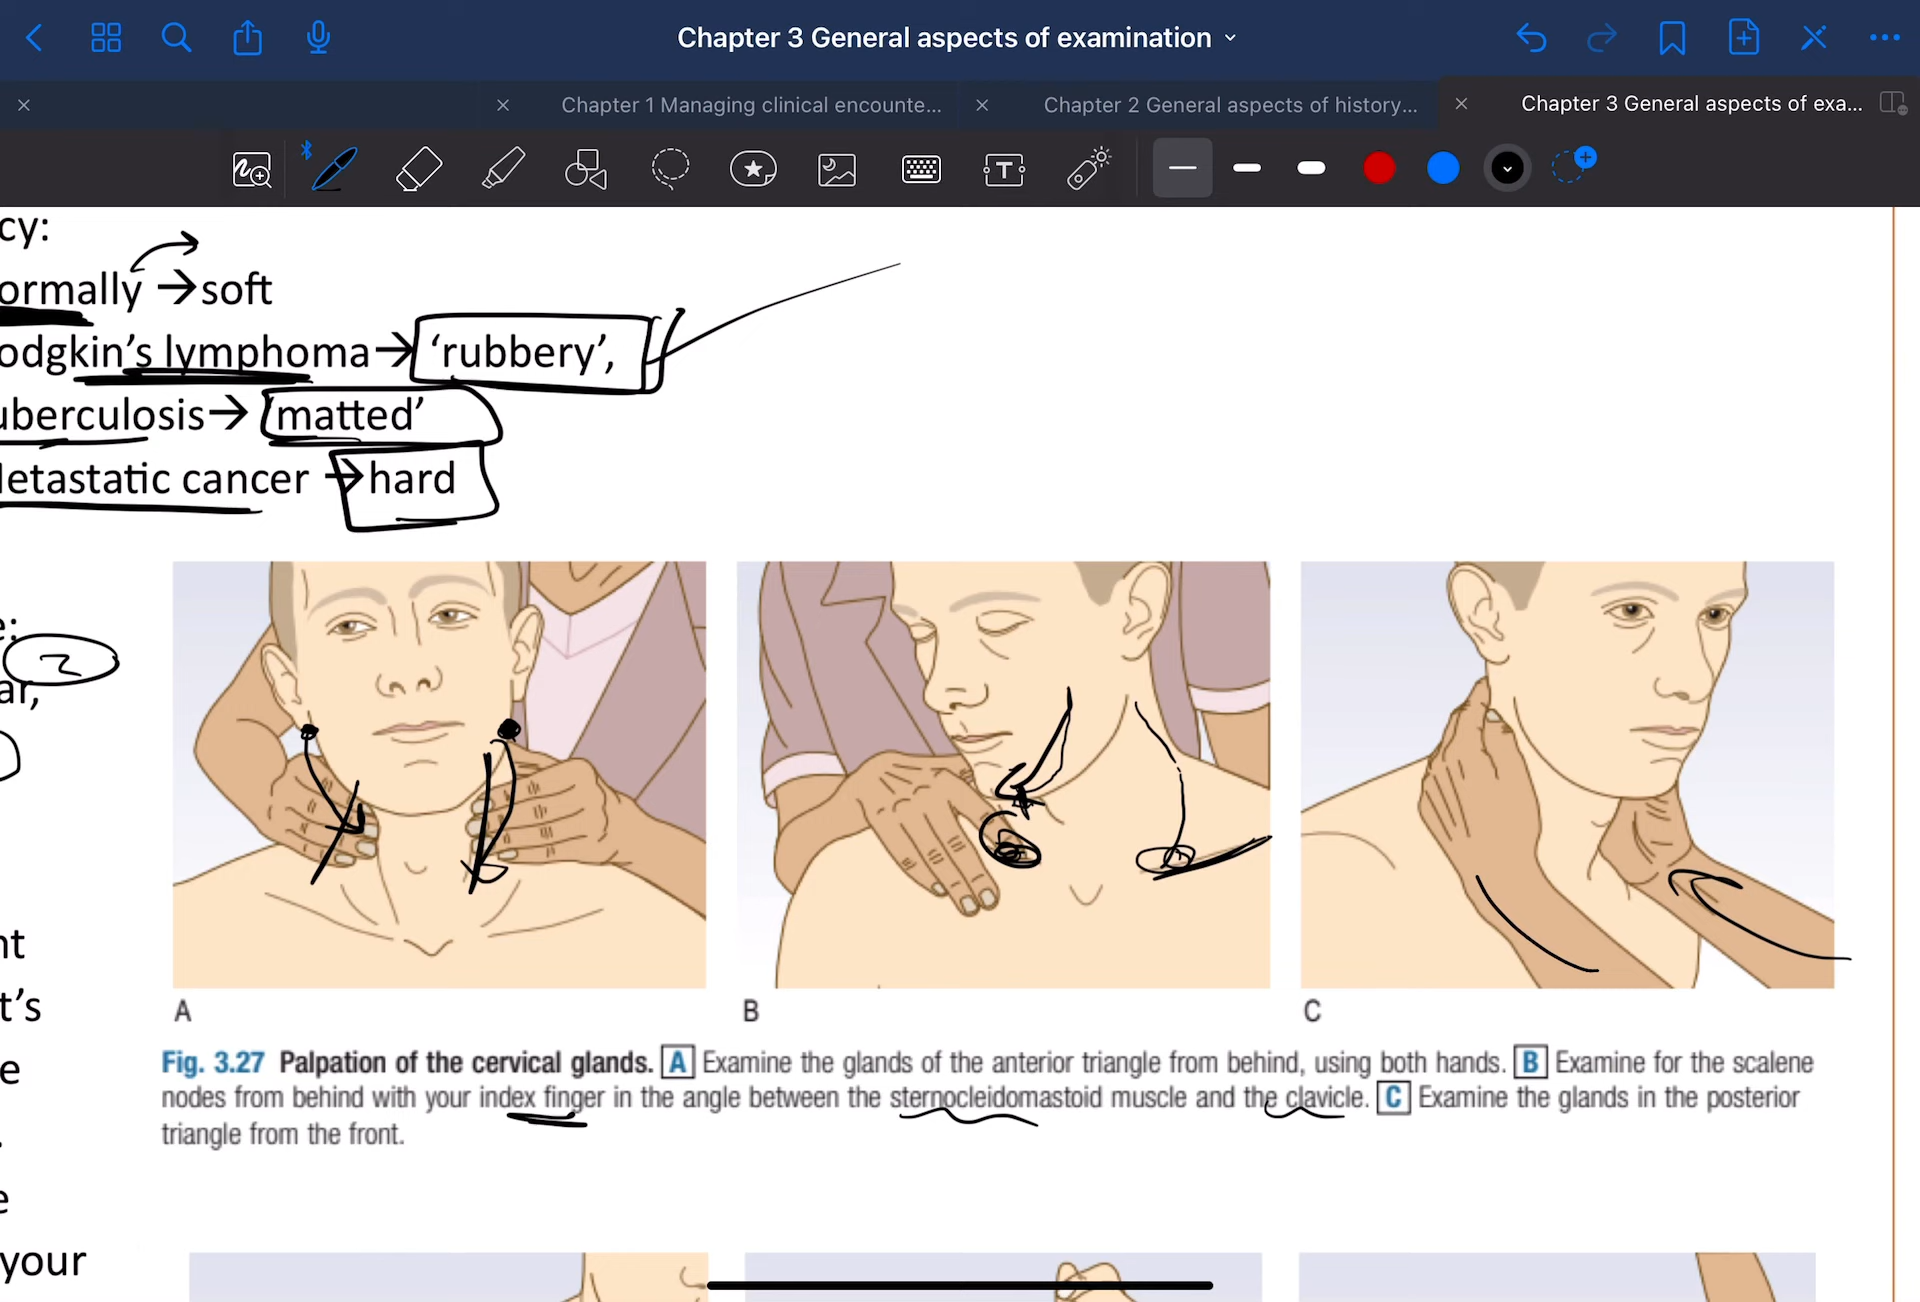 Chapter 3 General aspects of examination
Chapter 1 Managing clinical encounte...
Chapter 2 General aspects of history...
Chapter 3 General aspects of exa...
T
cy:
ormally →soft
odgkin's lymphoma→ 'rubbery',
uberculosis→ 'matted'
etastatic cancer →hard
e:
2
ar,
nt
t's
e
e
your
A
B
C
Fig. 3.27 Palpation of the cervical glands. A Examine the glands of the anterior triangle from behind, using both hands. B Examine for the scalene
nodes from behind with your index finger in the angle between the sternocleidomastoid muscle and the clavicle. C Examine the glands in the posterior
triangle from the front.